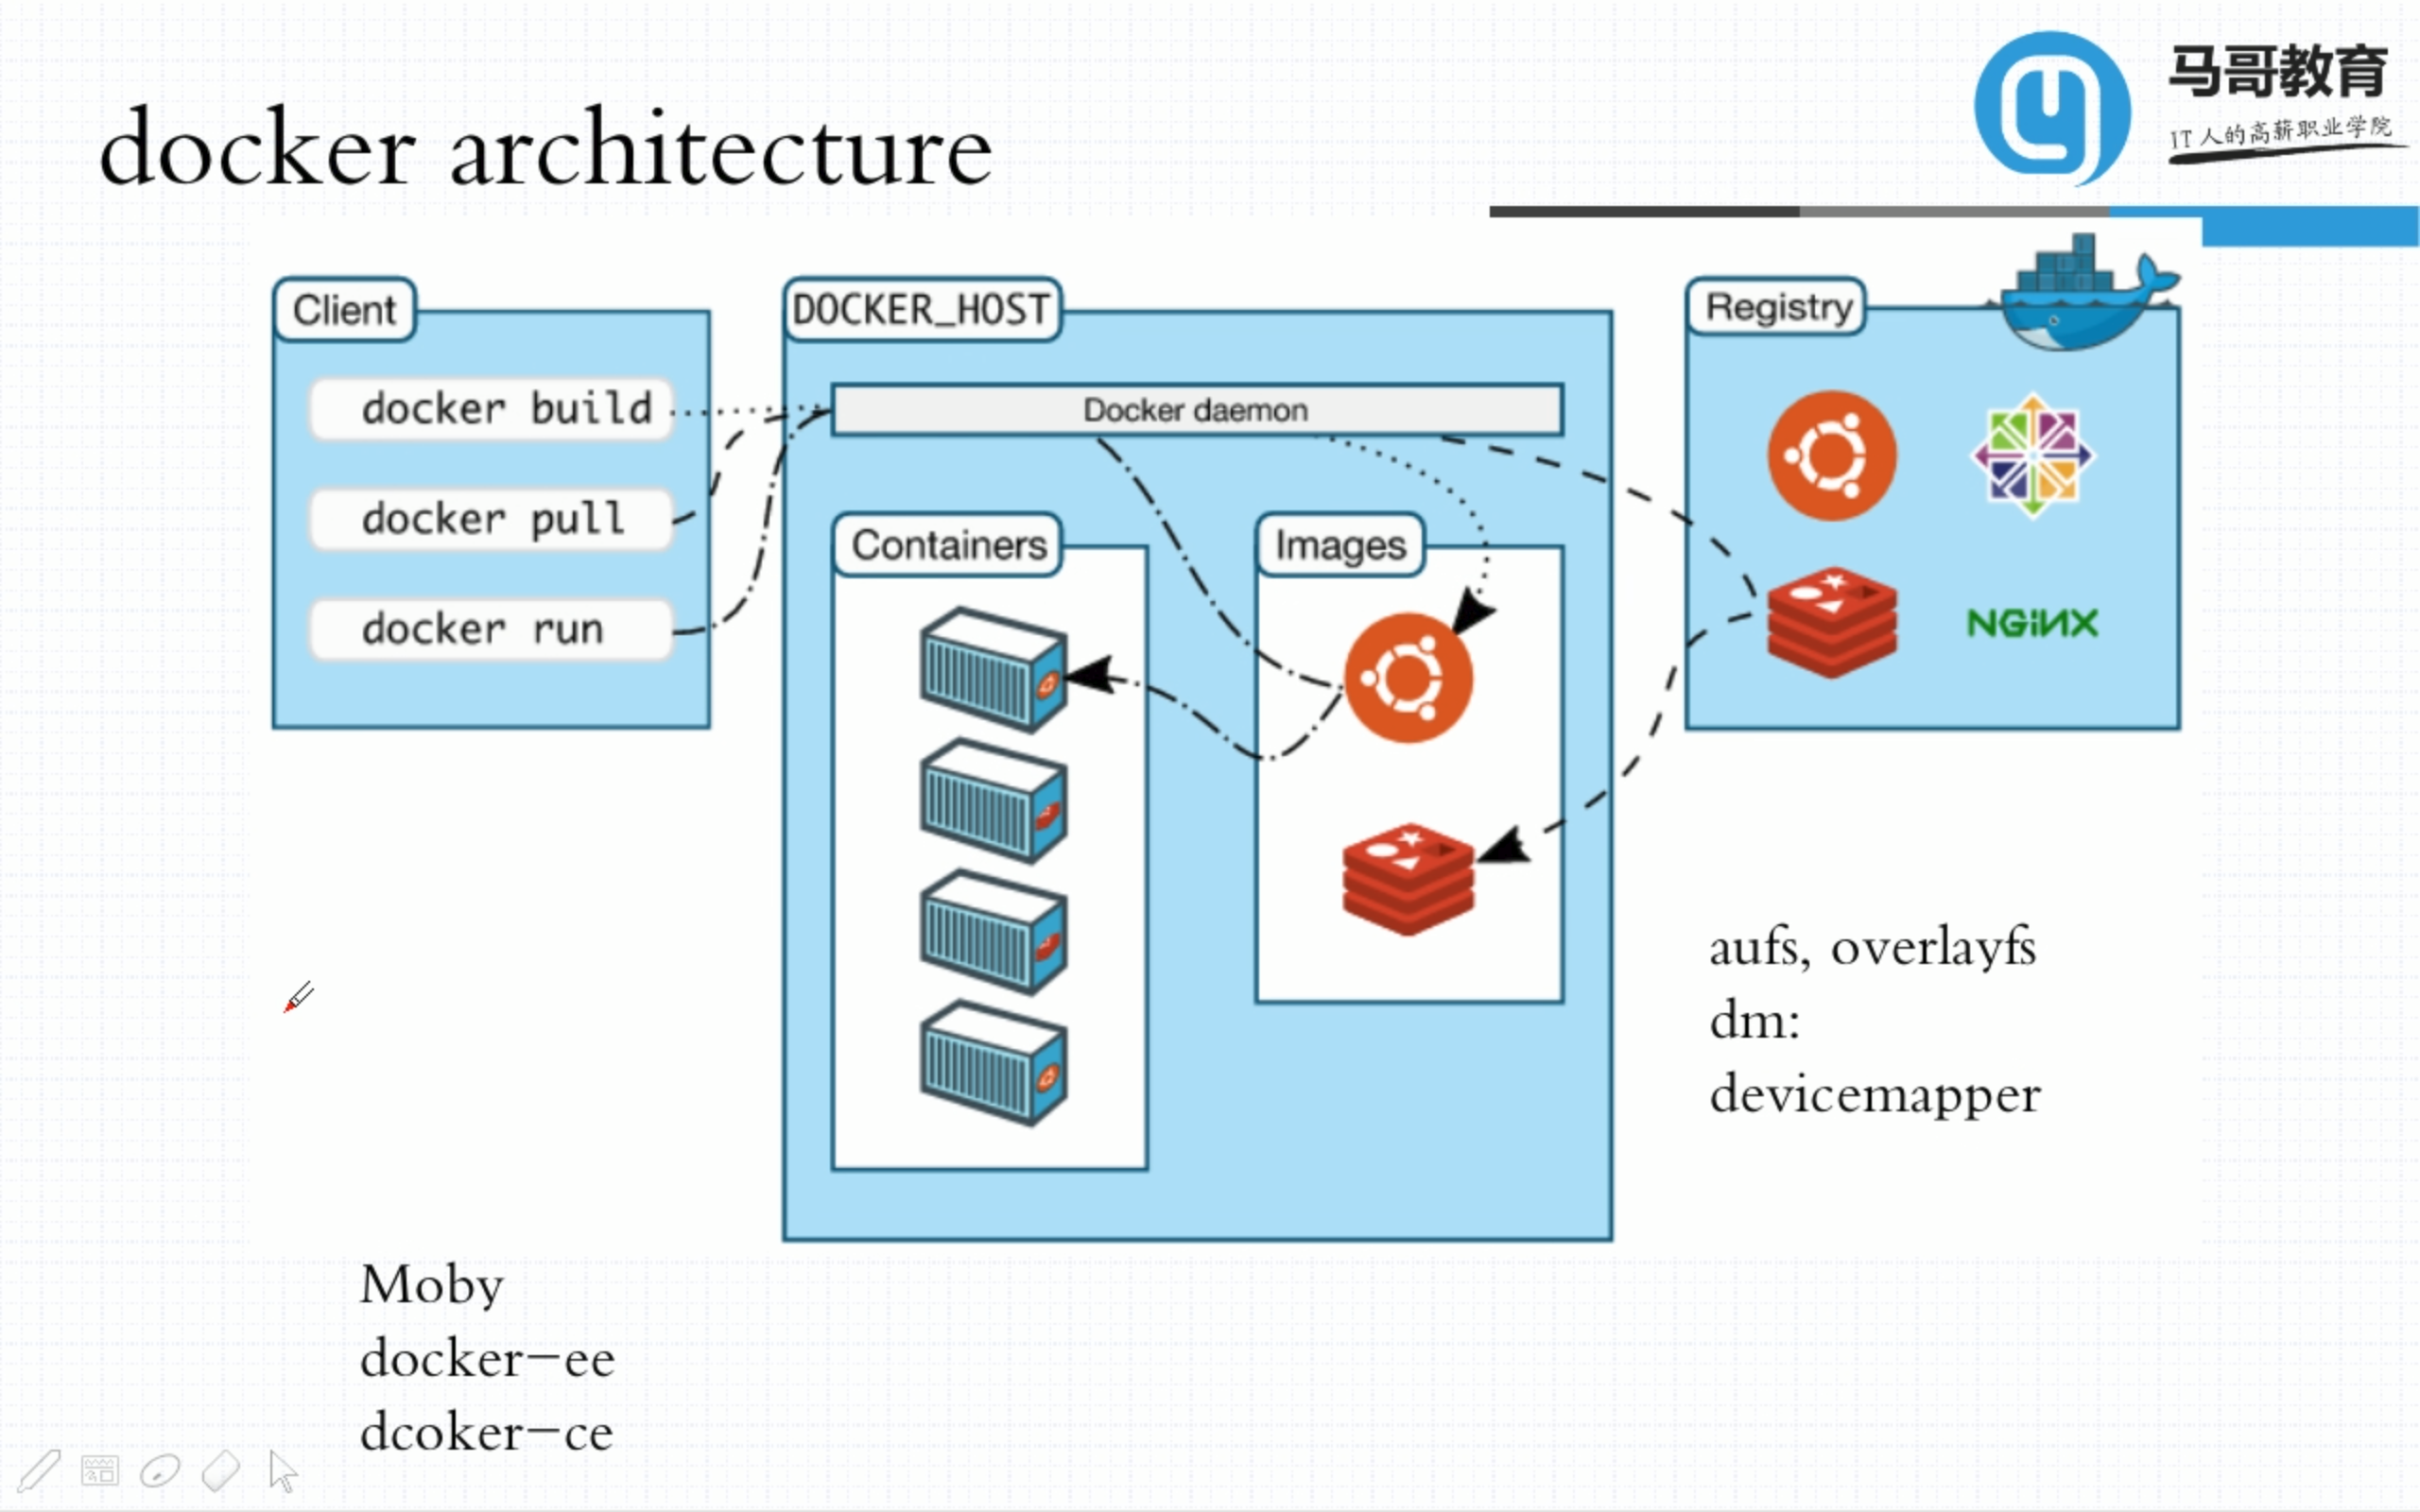 马哥教育
IT人的高薪职业学院
docker architecture
Client
docker build
docker pull
docker run
DOCKER_HOST
Docker daemon
Containers
Images
Registry
NGiNX
aufs, overlayfs
dm:
devicemapper
Moby
docker-ee
dcoker-ce